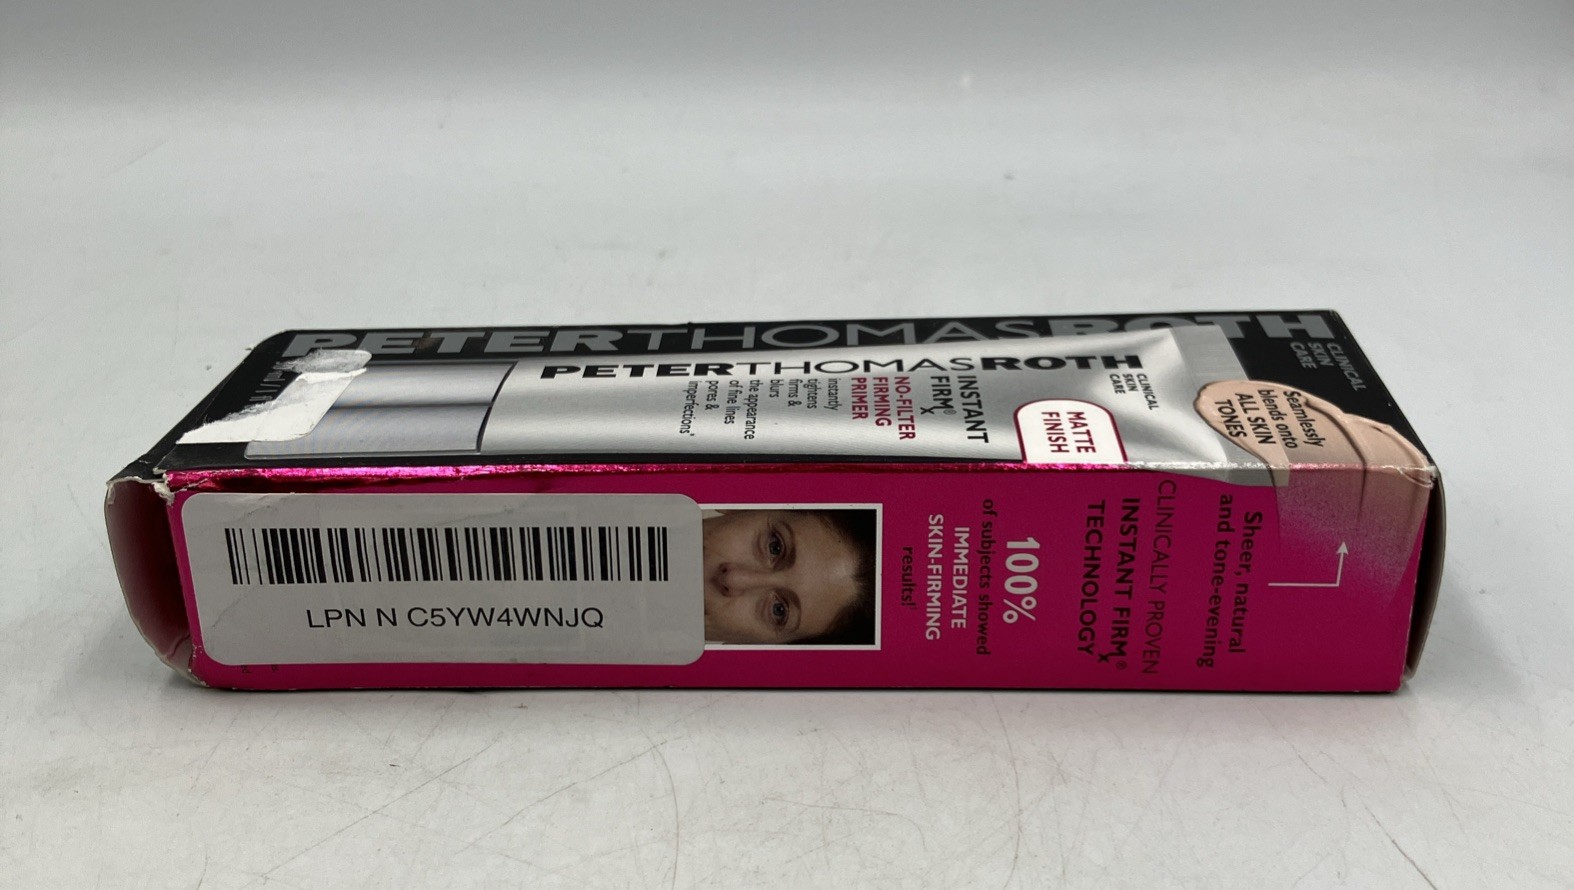 PETERTHOMASROTH
CLINICAL
SKIN
CARE
PETERTHOMASROTH
CLINICAL
SKIN
CARE
INSTANT
FIRMx®
NO-FILTER
FIRMING
PRIMER
instantly
tightens
firms &
blurs
the appearance
of fine lines
pores &
imperfections*
MATTE
FINISH
Seamlessly
blends onto
ALL SKIN
TONES
Sheer, natural
and tone-evening
CLINICALLY PROVEN
INSTANT FIRMx®
TECHNOLOGY
100%
of subjects showed
IMMEDIATE
SKIN-FIRMING
results!
LPN N C5YW4WNJQ